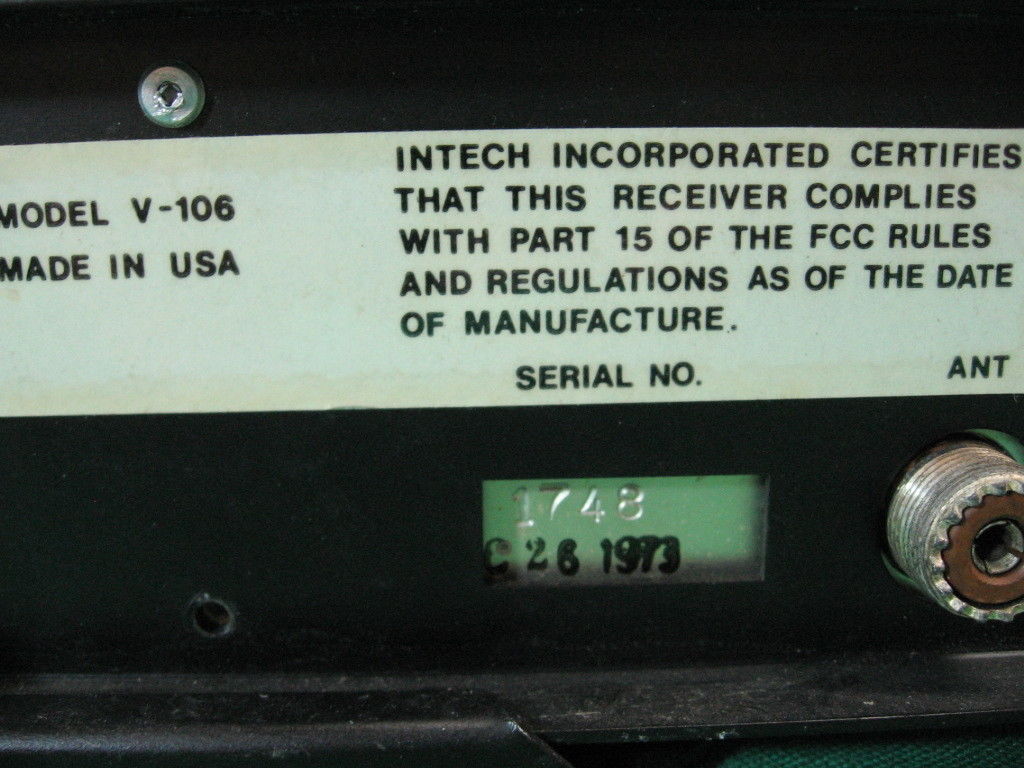 MODEL V-106
MADE IN USA
INTECH INCORPORATED CERTIFIES
THAT THIS RECEIVER COMPLIES
WITH PART 15 OF THE FCC RULES
AND REGULATIONS AS OF THE DATE
OF MANUFACTURE.
SERIAL NO.
ANT
1748
C 26 1973